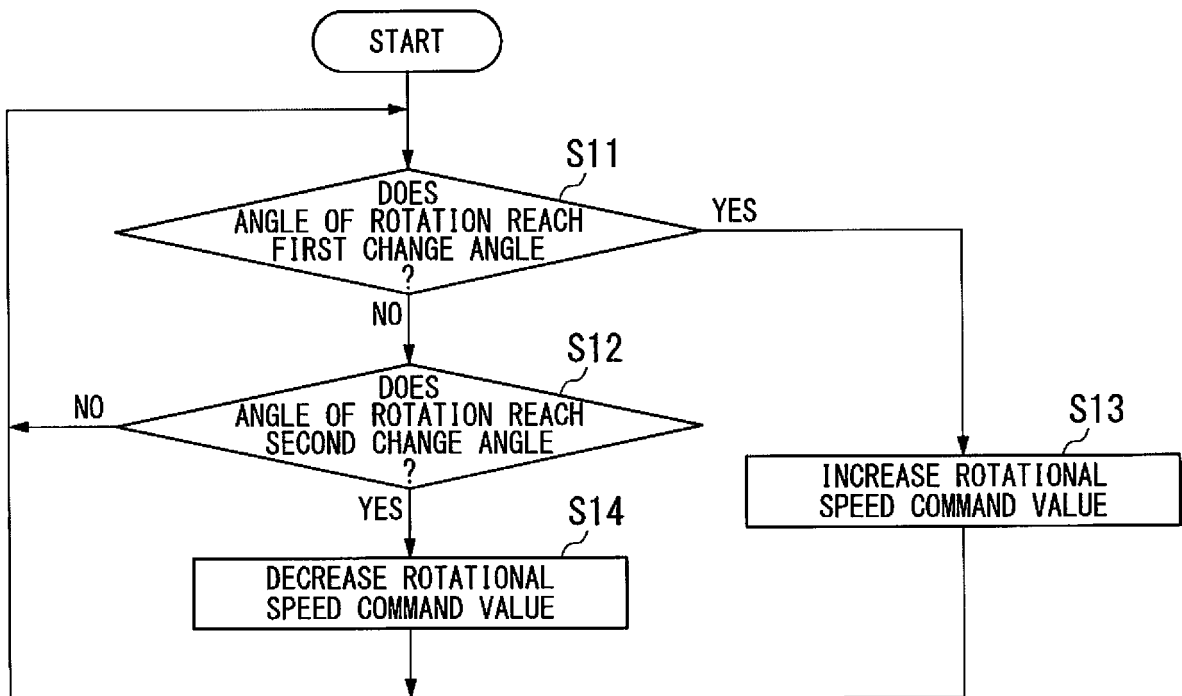 START
S11
DOES
ANGLE OF ROTATION REACH
FIRST CHANGE ANGLE
?
YES
NO
S12
DOES
ANGLE OF ROTATION REACH
SECOND CHANGE ANGLE
?
NO
YES
S13
INCREASE ROTATIONAL
SPEED COMMAND VALUE
S14
DECREASE ROTATIONAL
SPEED COMMAND VALUE